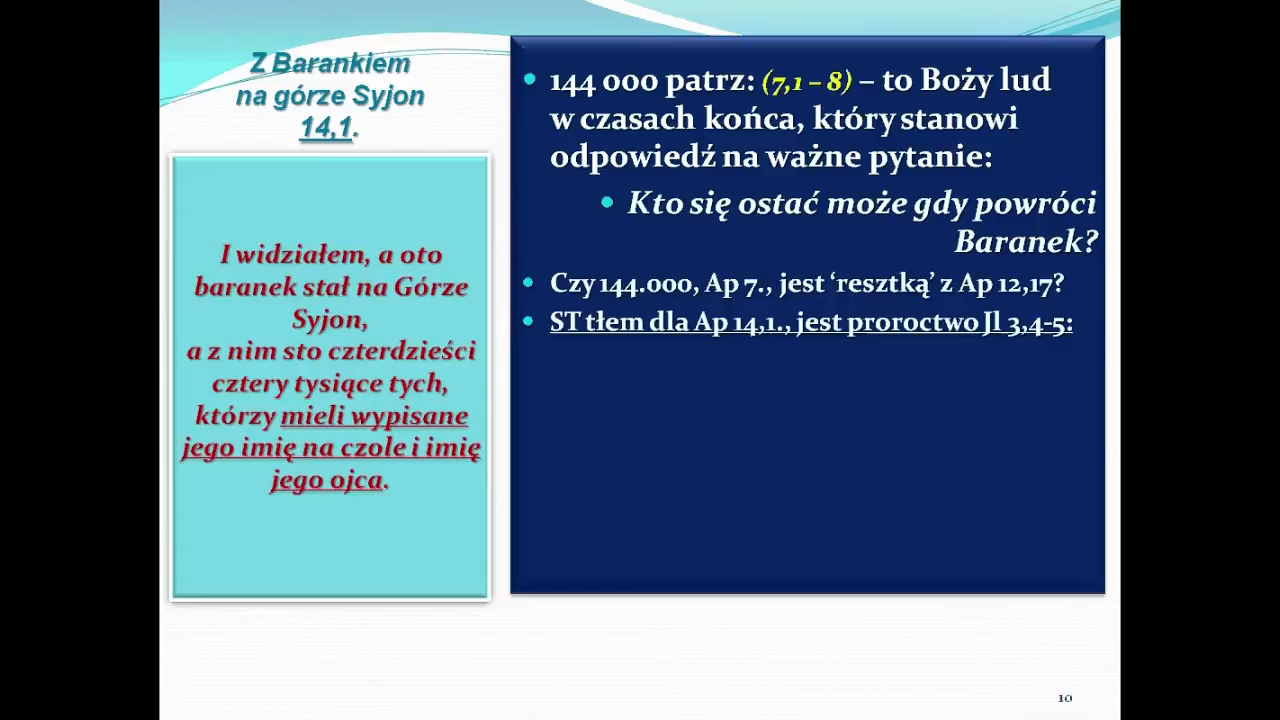 Z Barankiem
na górze Syjon
14,1.
I widziałem, a oto
baranek stał na Górze
Syjon,
a z nim sto czterdzieści
cztery tysiące tych,
którzy mieli wypisane
jego imię na czole i imię
jego ojca.
• 144 000 patrz: (7,1 – 8) – to Boży lud
w czasach końca, który stanowi
odpowiedź na ważne pytanie:
• Kto się ostać może gdy powróci
Baranek?
• Czy 144.000, Ap 7., jest ‘resztką’ z Ap 12,17?
• ST tłem dla Ap 14,1., jest proroctwo Jl 3,4-5:
10